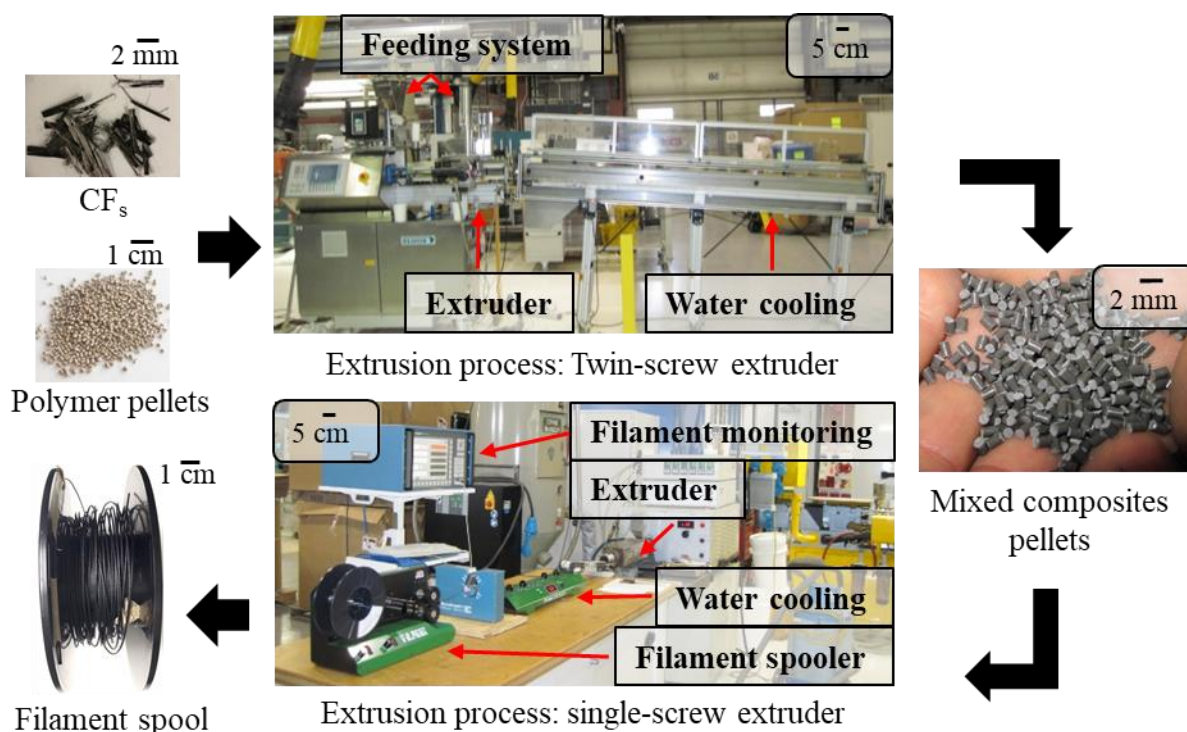 2 mm
CFs
1 cm
Polymer pellets
Feeding system
5 cm
Extruder
Water cooling
Extrusion process: Twin-screw extruder
2 mm
Mixed composites
pellets
5 cm
Filament monitoring
Extruder
Water cooling
Filament spooler
Extrusion process: single-screw extruder
1 cm
Filament spool